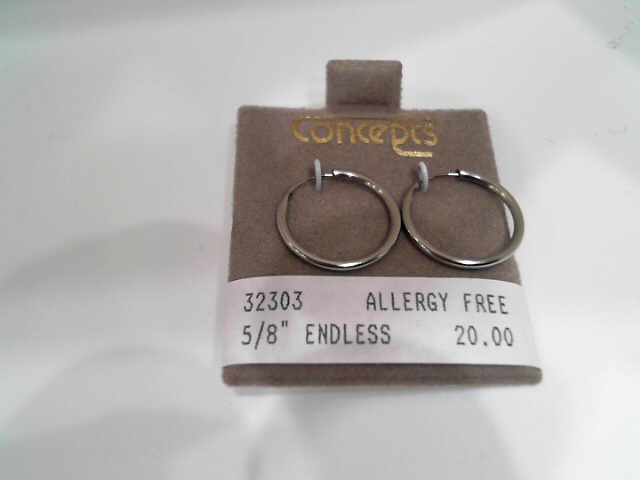 Concepts
32303 ALLERGY FREE
5/8" ENDLESS 20.00